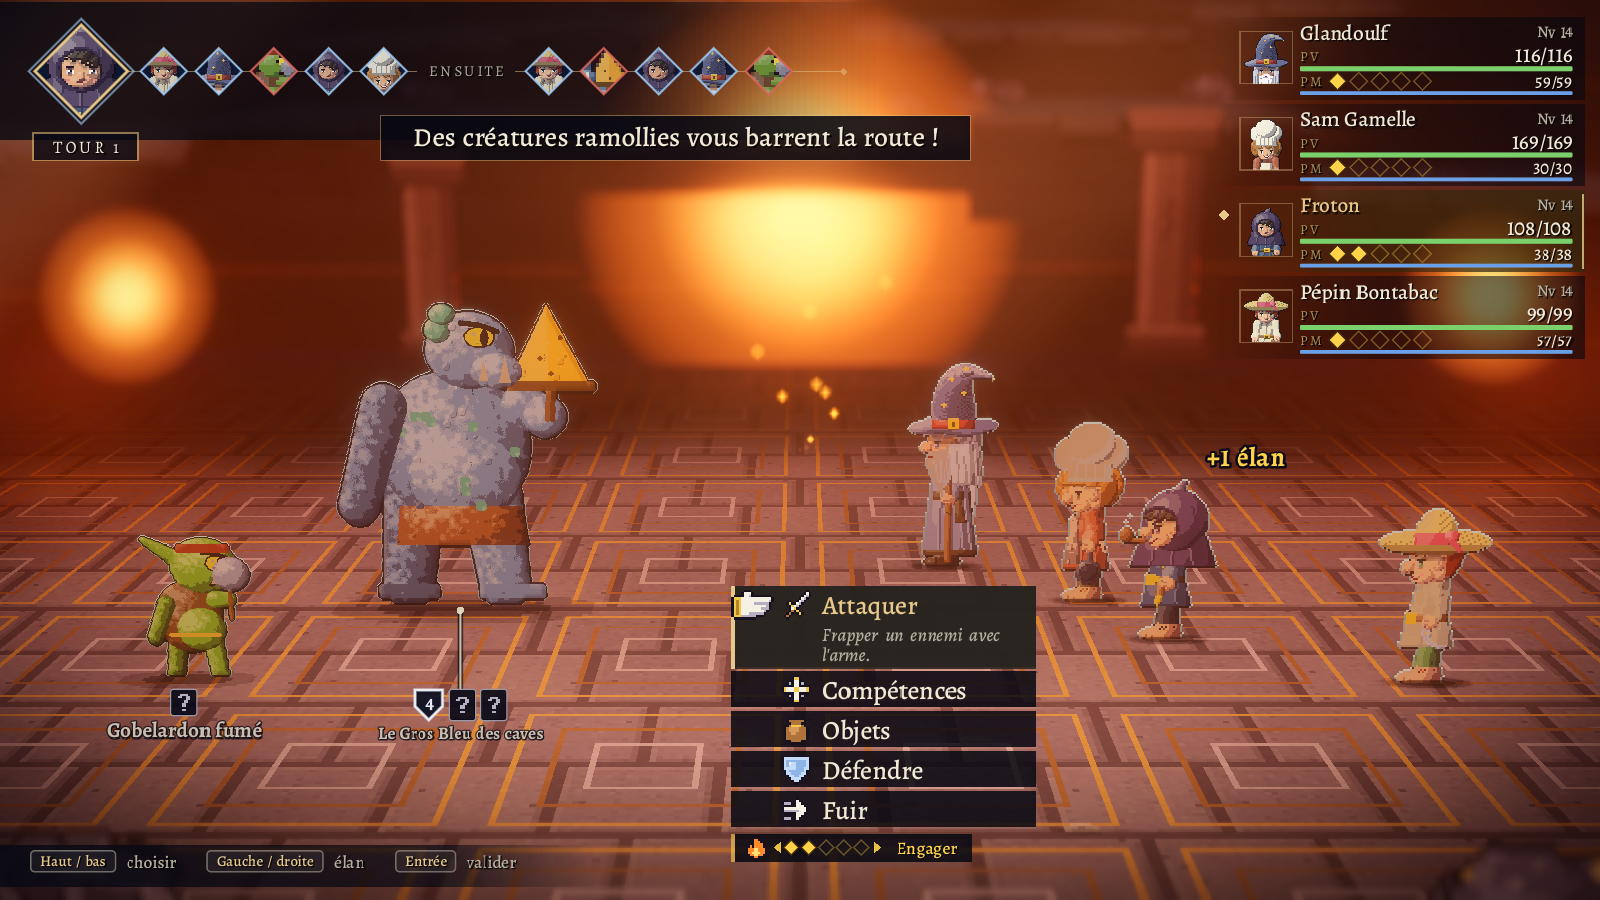 ENSUITE
TOUR 1
Des créatures ramollies vous barrent la route !
Glandoulf Nv 14
PV 116/116
PM 59/59
Sam Gamelle Nv 14
PV 169/169
PM 30/30
Froton Nv 14
PV 108/108
PM 38/38
Pépin Bontabac Nv 14
PV 99/99
PM 57/57
+1 élan
?
Gobelardon fumé
4 ? ?
Le Gros Bleu des caves
Attaquer
Frapper un ennemi avec
l'arme.
Compétences
Objets
Défendre
Fuir
Engager
Haut / bas choisir Gauche / droite élan Entrée valider